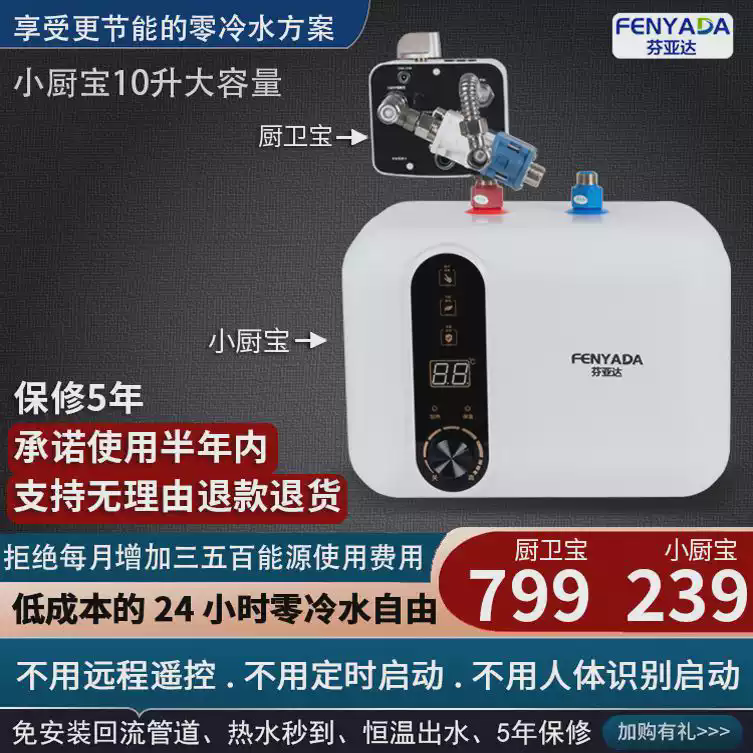 享受更节能的零冷水方案
FENYADA
芬亚达
小厨宝10升大容量
厨卫宝
小厨宝
FENYADA
芬亚达
保修5年
承诺使用半年内
支持无理由退款退货
拒绝每月增加三五百能源使用费用
厨卫宝
小厨宝
低成本的 24 小时零冷水自由
799
239
不用远程遥控 . 不用定时启动 . 不用人体识别启动
免安装回流管道、热水秒到、恒温出水、5年保修
加购有礼>>>